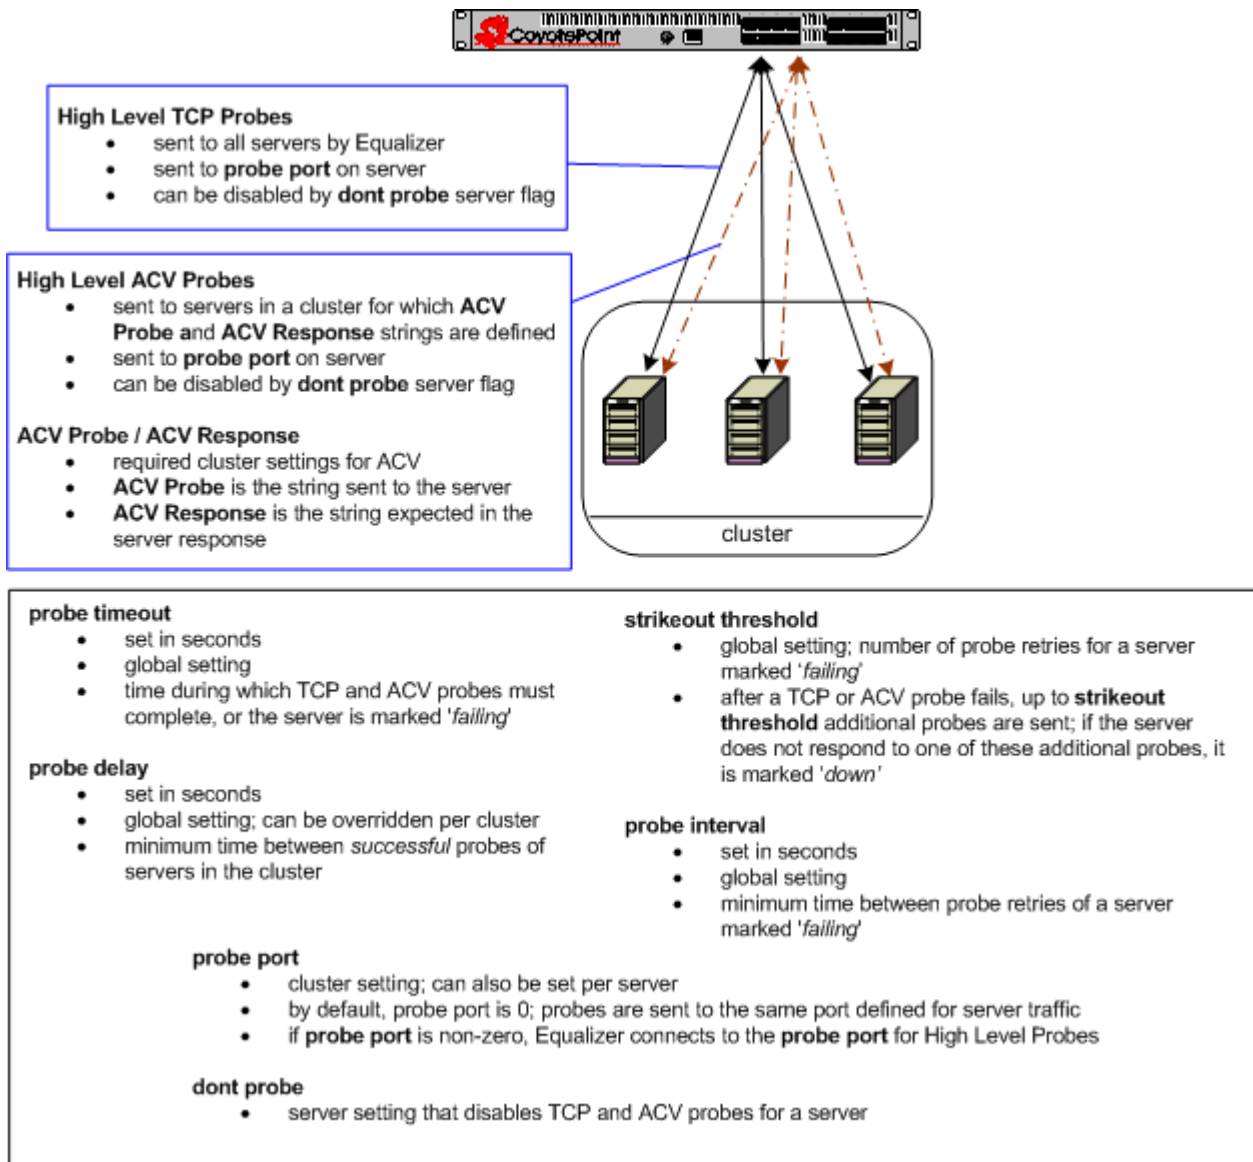 CoyotePoint
High Level TCP Probes
• sent to all servers by Equalizer
• sent to probe port on server
• can be disabled by dont probe server flag
High Level ACV Probes
• sent to servers in a cluster for which ACV
Probe and ACV Response strings are defined
• sent to probe port on server
• can be disabled by dont probe server flag
ACV Probe / ACV Response
• required cluster settings for ACV
• ACV Probe is the string sent to the server
• ACV Response is the string expected in the
server response
cluster
probe timeout
• set in seconds
• global setting
• time during which TCP and ACV probes must
complete, or the server is marked 'failing'
probe delay
• set in seconds
• global setting; can be overridden per cluster
• minimum time between successful probes of
servers in the cluster
strikeout threshold
• global setting; number of probe retries for a server
marked 'failing'
• after a TCP or ACV probe fails, up to strikeout
threshold additional probes are sent; if the server
does not respond to one of these additional probes, it
is marked 'down'
probe interval
• set in seconds
• global setting
• minimum time between probe retries of a server
marked 'failing'
probe port
• cluster setting; can also be set per server
• by default, probe port is 0; probes are sent to the same port defined for server traffic
• if probe port is non-zero, Equalizer connects to the probe port for High Level Probes
dont probe
• server setting that disables TCP and ACV probes for a server